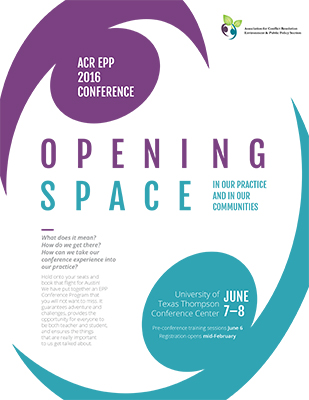 Association for Conflict Resolution
Environment & Public Policy Section
ACR EPP
2016
CONFERENCE
OPENING
SPACE
IN OUR PRACTICE
AND IN OUR
COMMUNITIES
What does it mean?
How do we get there?
How can we take our
conference experience into
our practice?
Hold onto your seats and
book that flight for Austin!
We have put together an EPP
Conference Program that
you will not want to miss. It
guarantees adventure and
challenges, provides the
opportunity for everyone to
be both teacher and student,
and ensures the things
that are really important
to us get talked about.
University of
Texas Thompson
Conference Center
JUNE
7–8
Pre-conference training sessions June 6
Registration opens mid-February